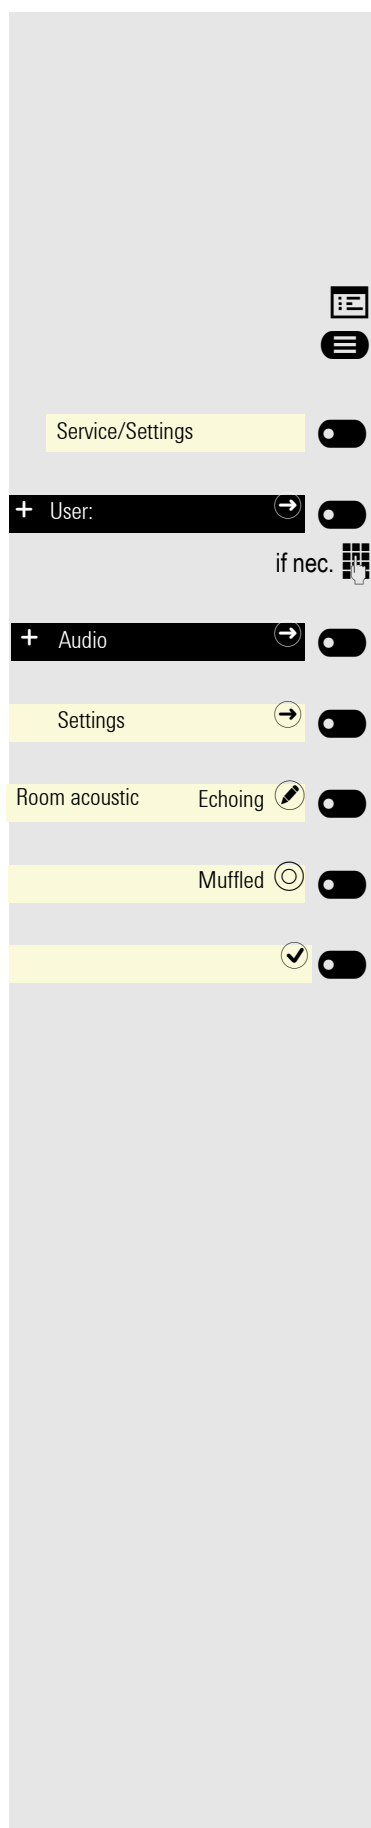 Service/Settings
+ User:
if nec.
+ Audio
Settings
Room acoustic Echoing
Muffled